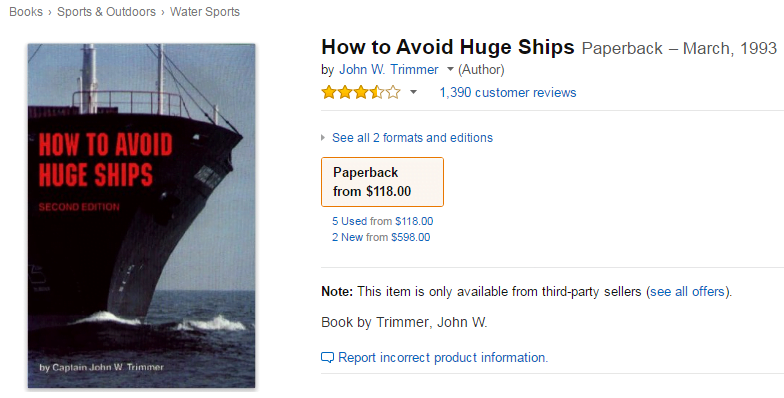 Books › Sports & Outdoors › Water Sports
HOW TO AVOID
HUGE SHIPS
SECOND EDITION
by Captain John W. Trimmer
How to Avoid Huge Ships Paperback – March, 1993
by John W. Trimmer (Author)
1,390 customer reviews
See all 2 formats and editions
Paperback
from $118.00
5 Used from $118.00
2 New from $598.00
Note: This item is only available from third-party sellers (see all offers).
Book by Trimmer, John W.
Report incorrect product information.